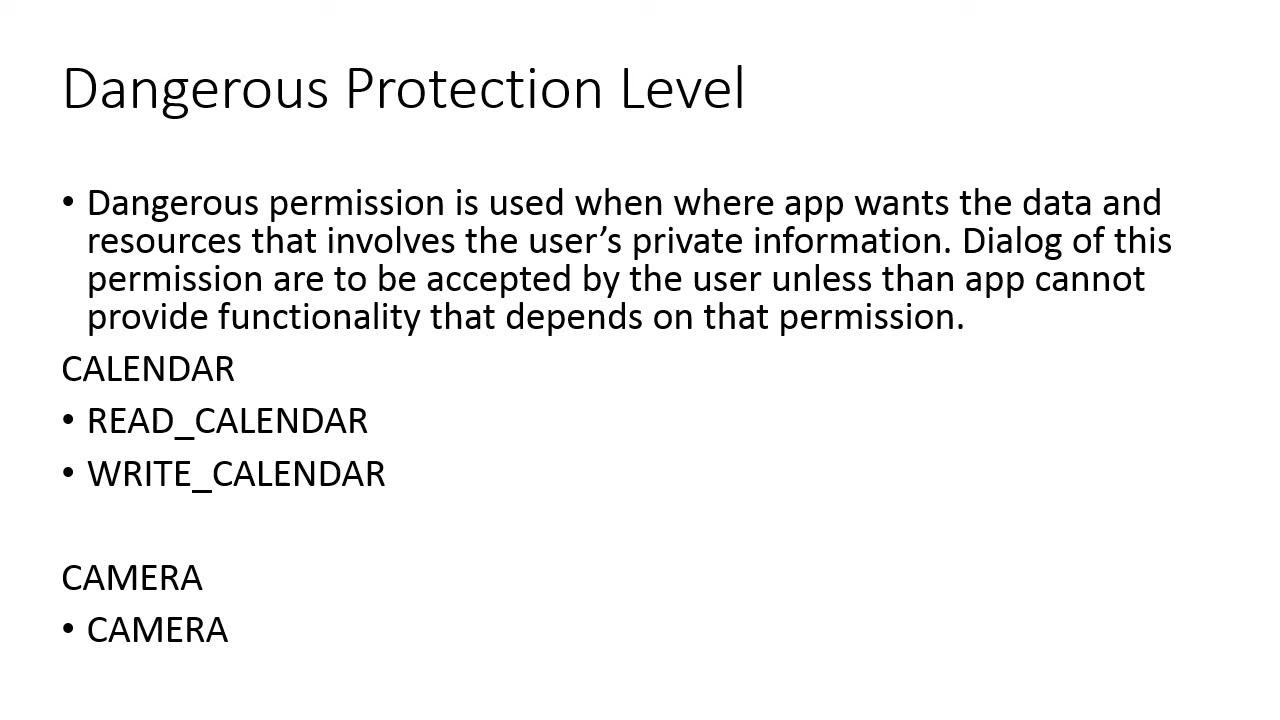 Dangerous Protection Level
• Dangerous permission is used when where app wants the data and
resources that involves the user’s private information. Dialog of this
permission are to be accepted by the user unless than app cannot
provide functionality that depends on that permission.
CALENDAR
• READ_CALENDAR
• WRITE_CALENDAR
CAMERA
• CAMERA